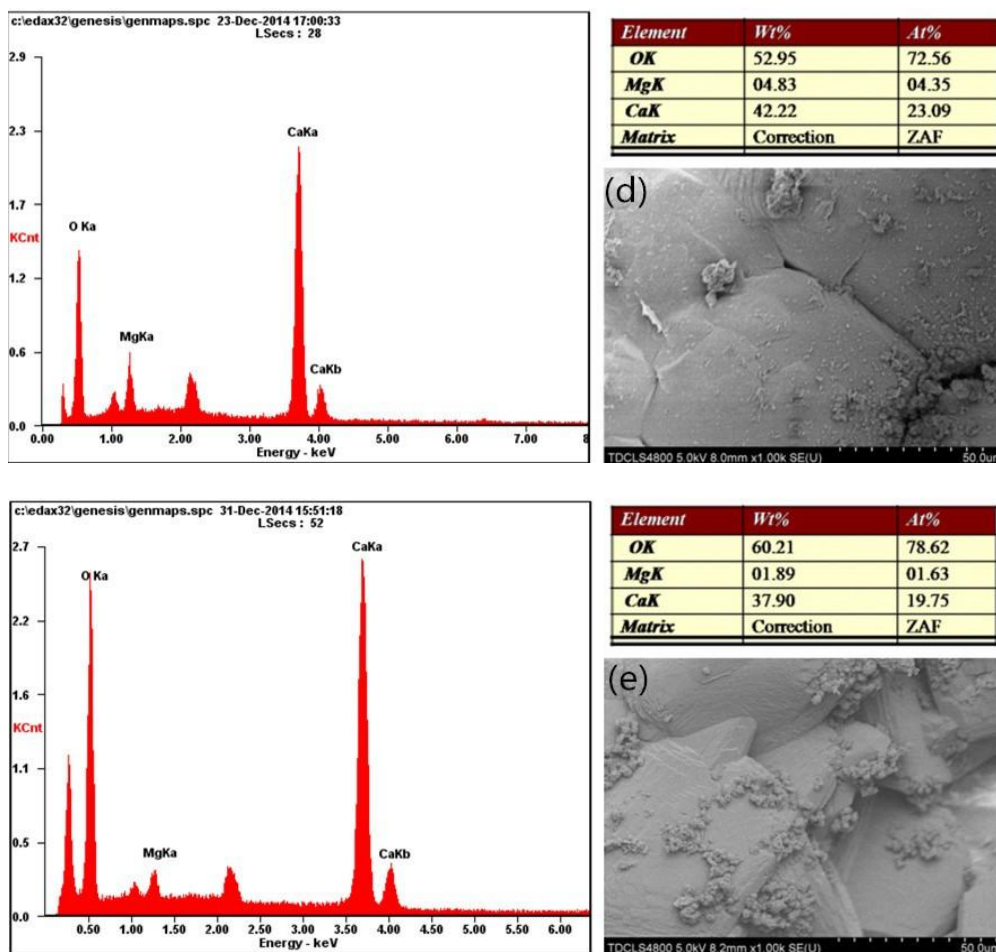 c:\edax32\genesis\genmaps.spc 23-Dec-2014 17:00:33
LSecs : 28
2.9
2.3
1.7
KCnt
1.2
0.6
0.0
O Ka
MgKa
CaKa
CaKb
0.00 1.00 2.00 3.00 4.00 5.00 6.00 7.00 8
Energy - keV
Element Wt% At%
OK 52.95 72.56
MgK 04.83 04.35
CaK 42.22 23.09
Matrix Correction ZAF
(d)
TDCLS4800 5.0kV 8.0mm x1.00k SE(U) 50.0um
c:\edax32\genesis\genmaps.spc 31-Dec-2014 15:51:18
LSecs : 52
2.7
2.2
1.6
KCnt
1.1
0.5
0.0
O Ka
MgKa
CaKa
CaKb
0.50 1.00 1.50 2.00 2.50 3.00 3.50 4.00 4.50 5.00 5.50 6.00
Energy - keV
Element Wt% At%
OK 60.21 78.62
MgK 01.89 01.63
CaK 37.90 19.75
Matrix Correction ZAF
(e)
TDCLS4800 5.0kV 8.2mm x1.00k SE(U) 50.0um